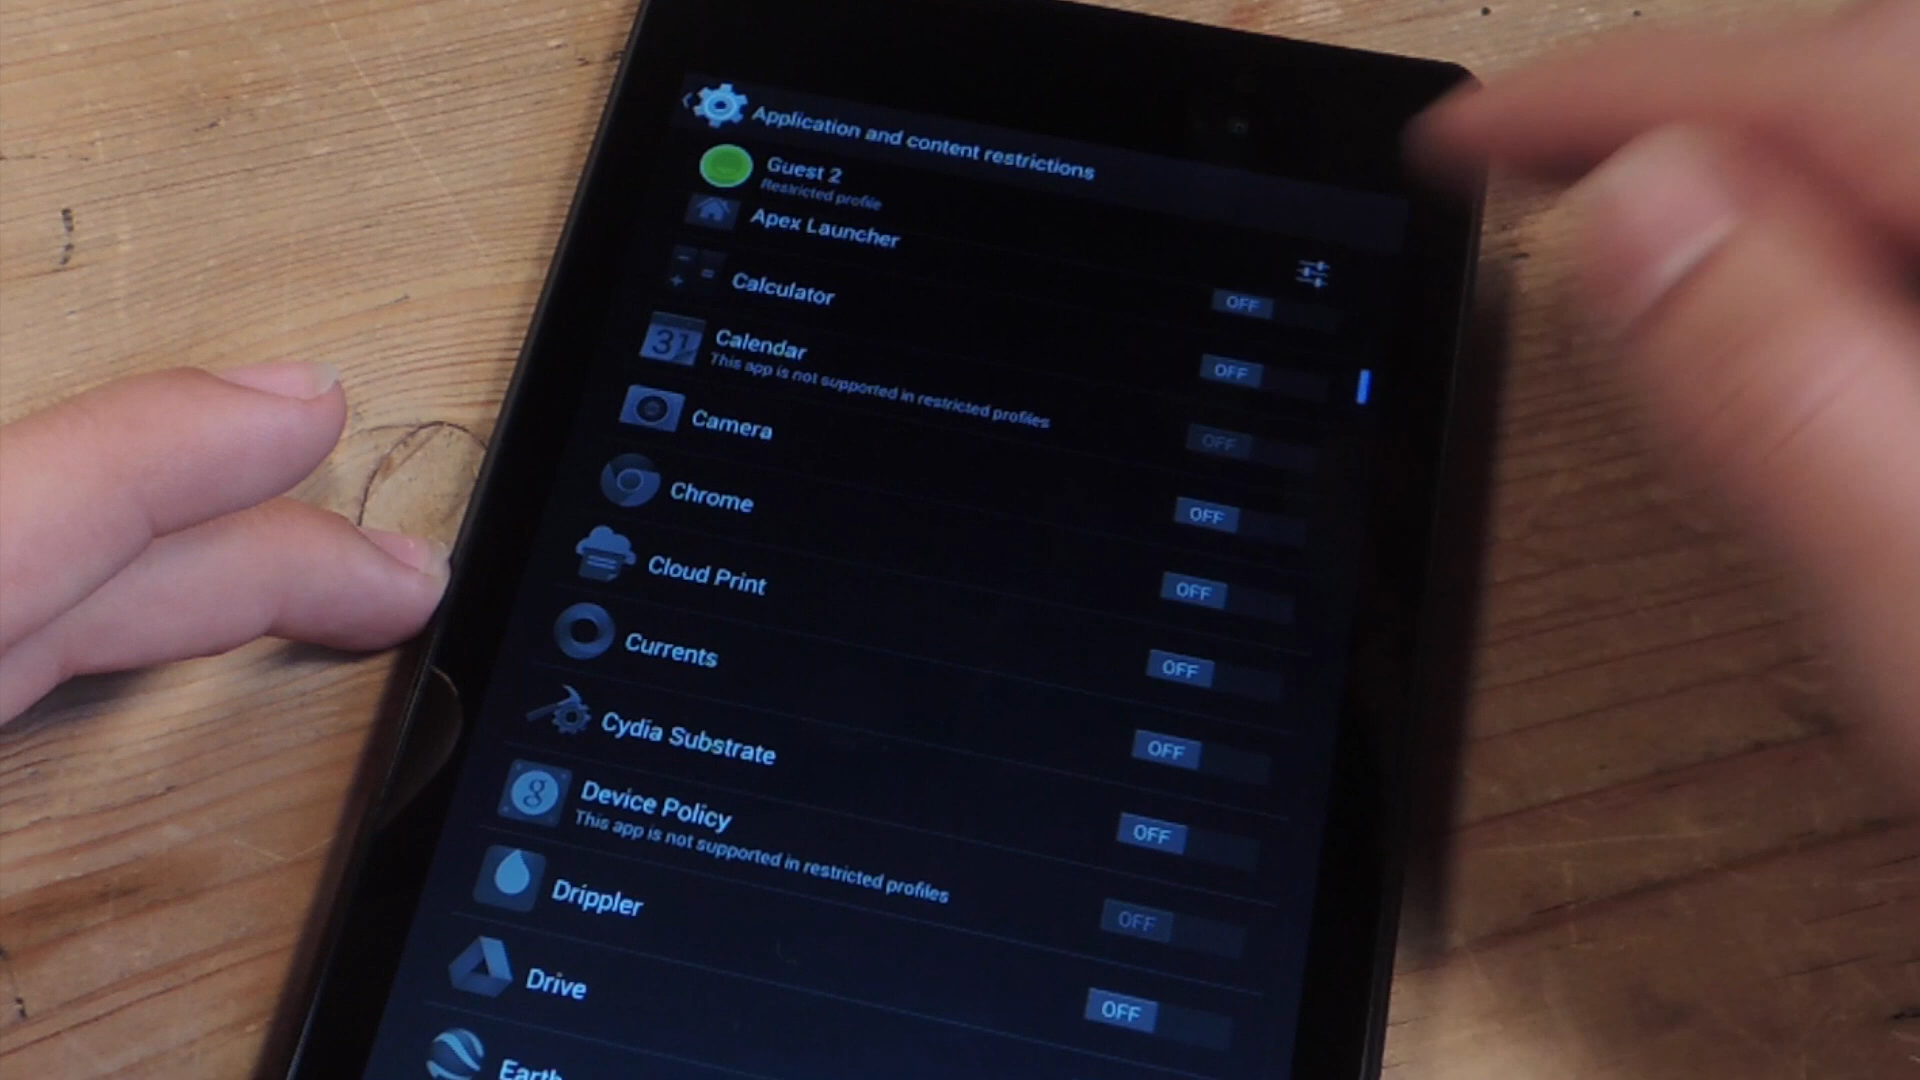 Application and content restrictions
Guest 2
Restricted profile
Apex Launcher
Calculator
OFF
31
Calendar
This app is not supported in restricted profiles
OFF
Camera
OFF
Chrome
OFF
Cloud Print
OFF
Currents
OFF
Cydia Substrate
OFF
g
Device Policy
This app is not supported in restricted profiles
OFF
Drippler
OFF
Drive
OFF
Earth